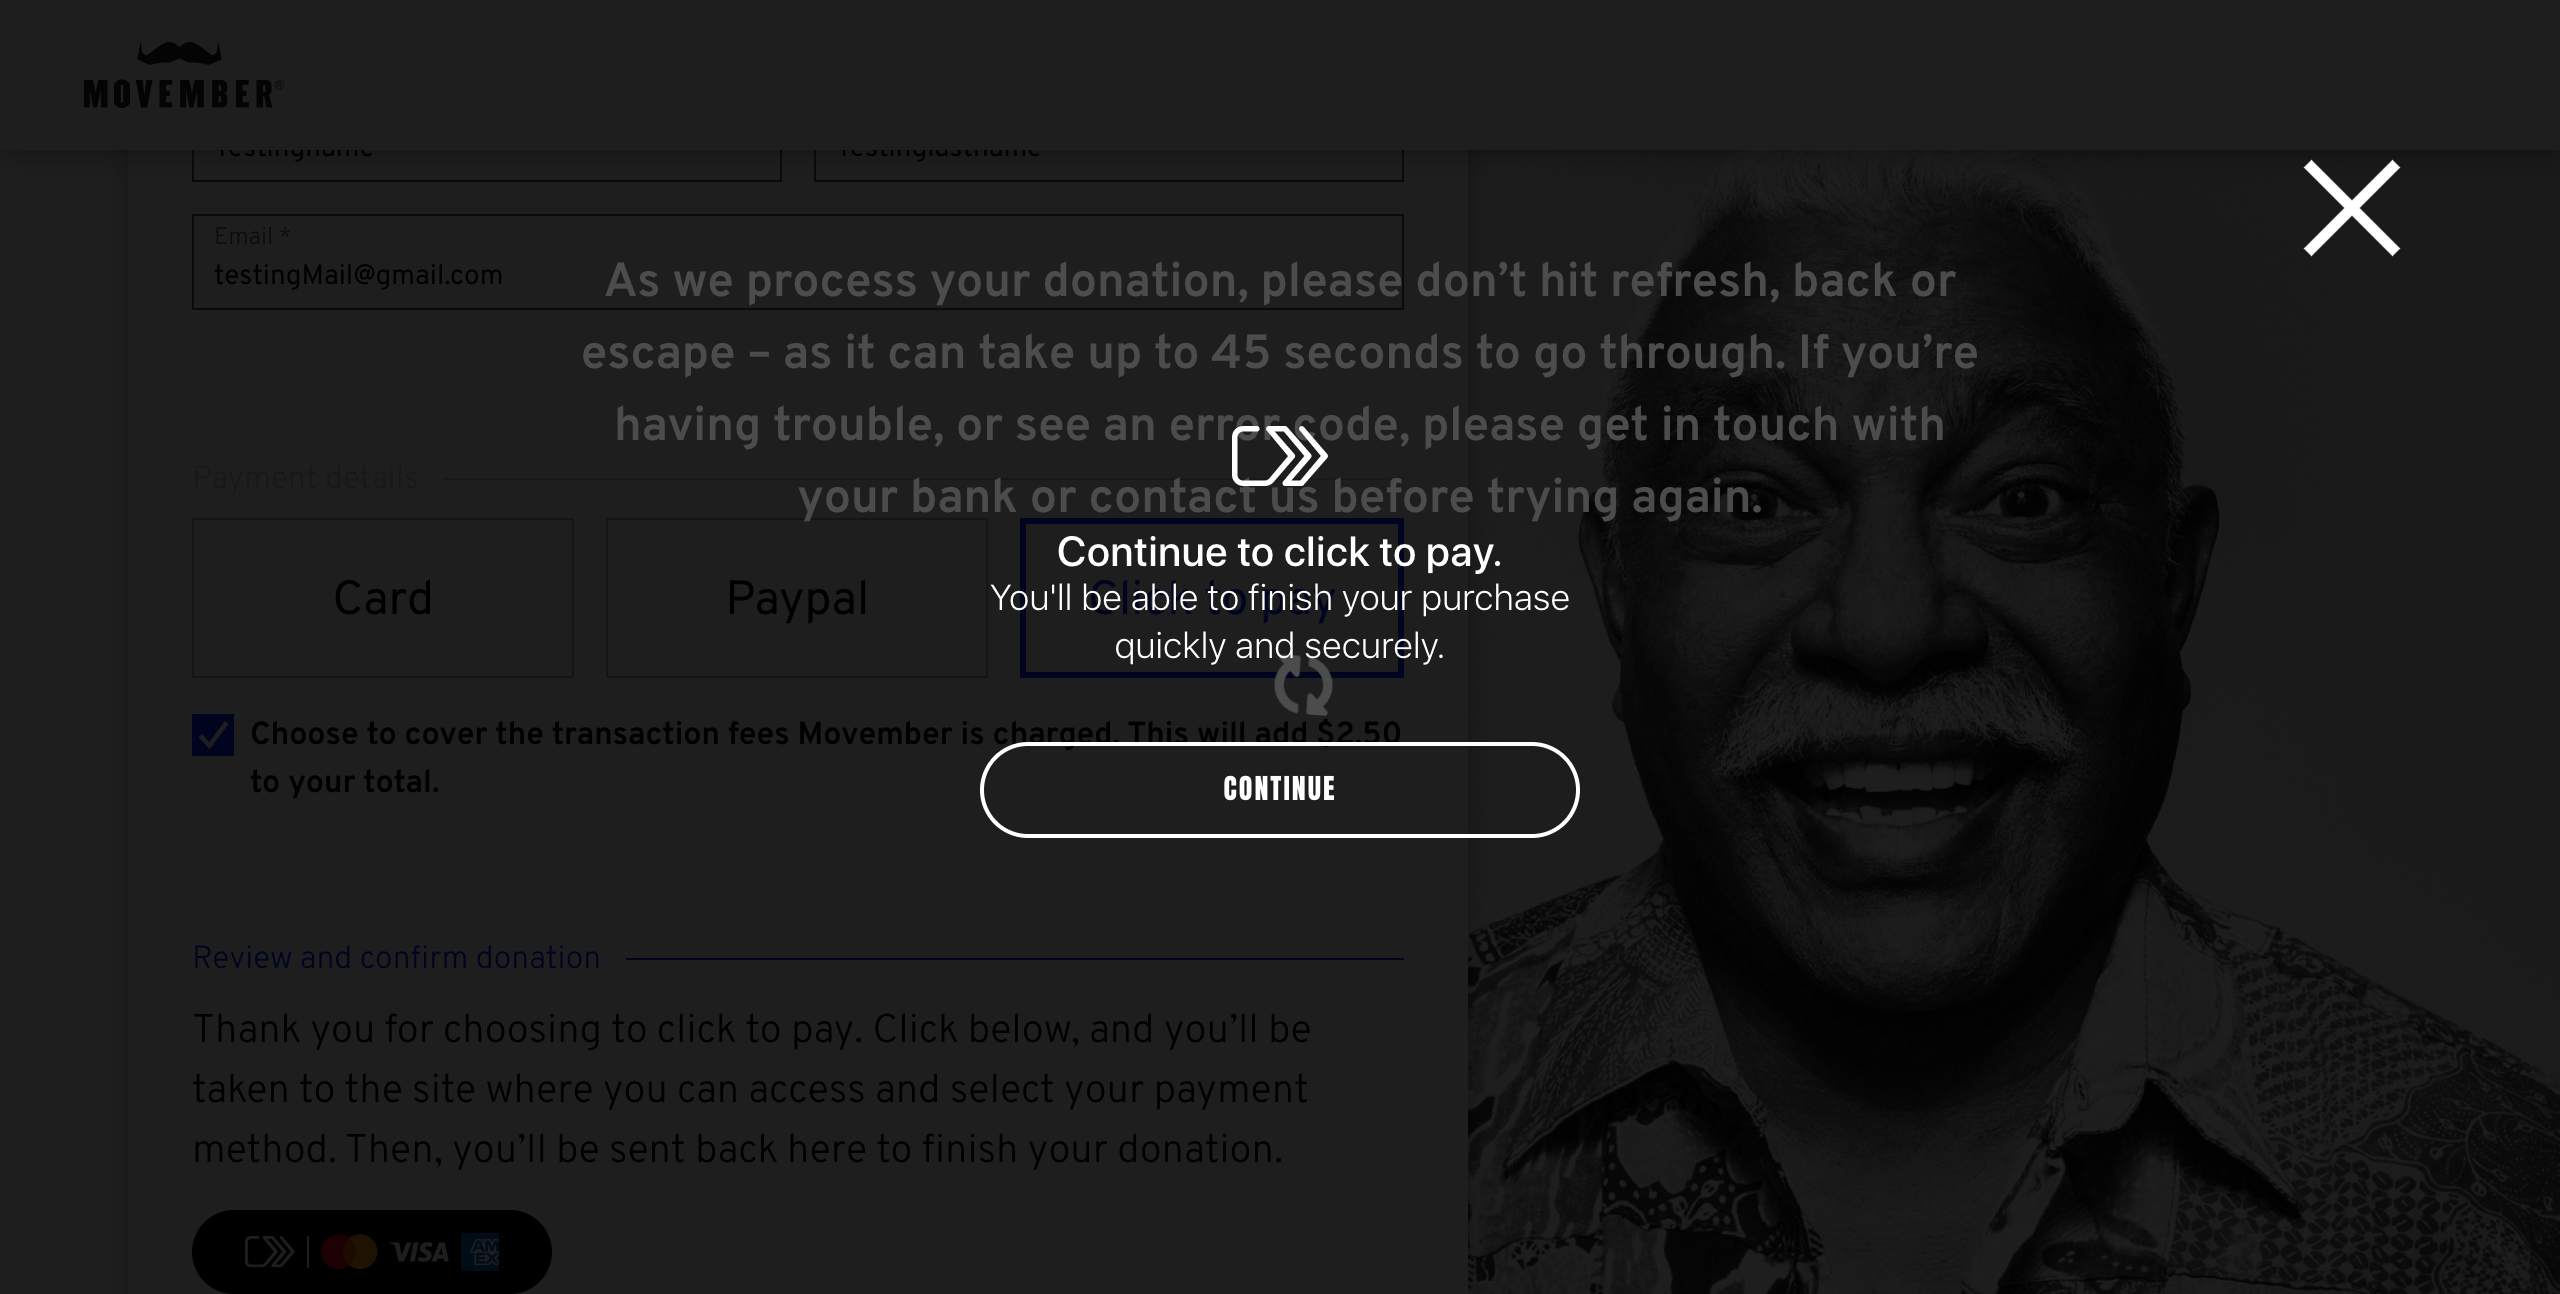 MOVEMBER®
Testingname
Testinglastname
Email *
testingMail@gmail.com
As we process your donation, please don’t hit refresh, back or
escape – as it can take up to 45 seconds to go through. If you’re
having trouble, or see an error code, please get in touch with
your bank or contact us before trying again.
Payment details
Continue to click to pay.
You'll be able to finish your purchase
quickly and securely.
Card
Paypal
Click to pay
Choose to cover the transaction fees Movember is charged. This will add $2.50
to your total.
CONTINUE
Review and confirm donation
Thank you for choosing to click to pay. Click below, and you’ll be
taken to the site where you can access and select your payment
method. Then, you’ll be sent back here to finish your donation.
VISA
AM
EX